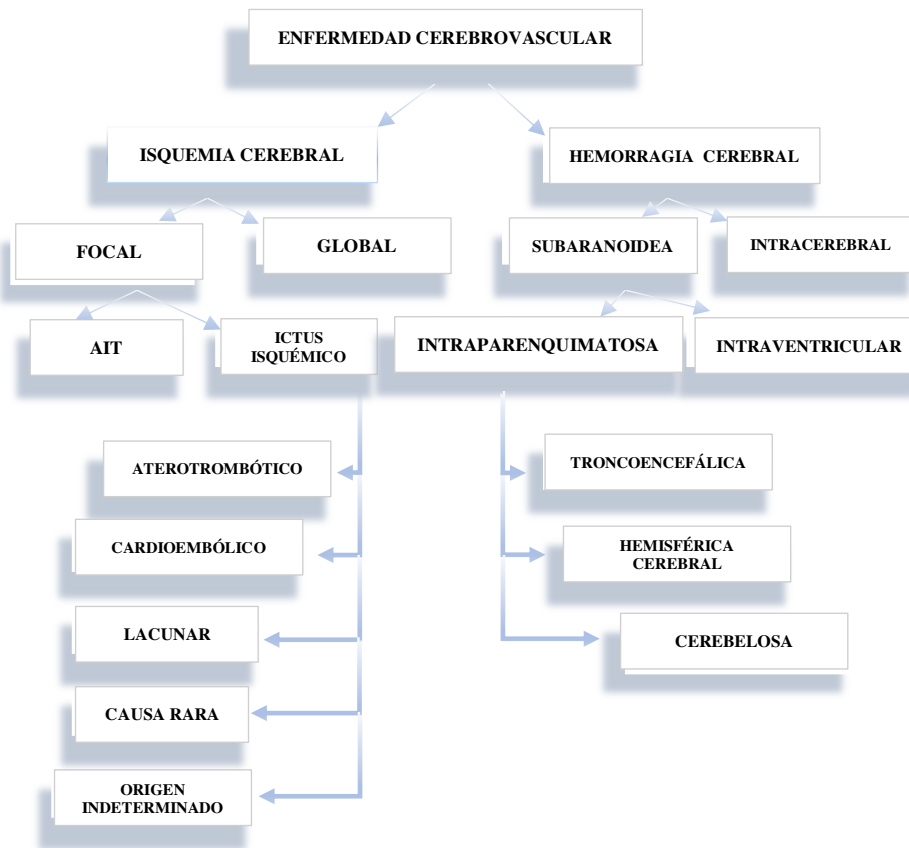 ENFERMEDAD CEREBROVASCULAR
ISQUEMIA CEREBRAL
HEMORRAGIA CEREBRAL
FOCAL
GLOBAL
SUBARANOIDEA
INTRACEREBRAL
AIT
ICTUS
ISQUÉMICO
INTRAPARENQUIMATOSA
INTRAVENTRICULAR
ATEROTROMBÓTICO
TRONCOENCEFÁLICA
CARDIOEMBÓLICO
HEMISFÉRICA
CEREBRAL
LACUNAR
CEREBELOSA
CAUSA RARA
ORIGEN
INDETERMINADO